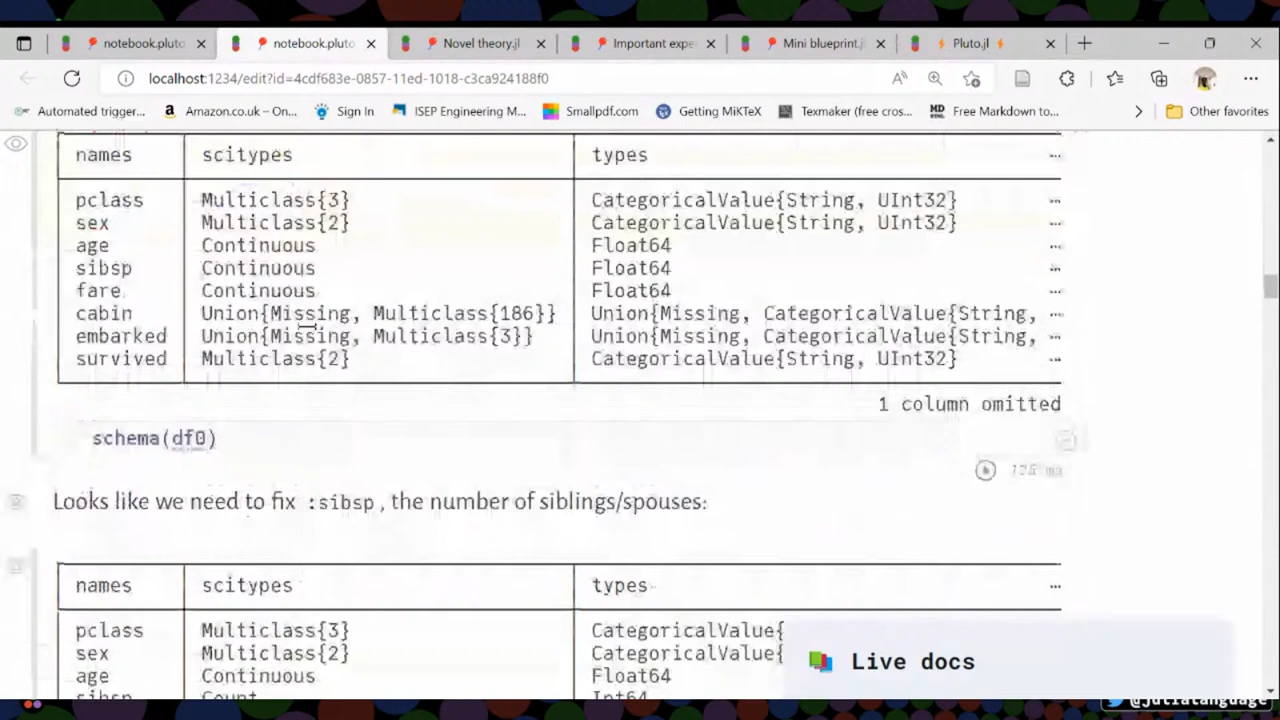 notebook.pluto
notebook.pluto
Novel theory.jl
Important expe
Mini blueprint.jl
Pluto.jl
localhost:1234/edit?id=4cdf683e-0857-11ed-1018-c3ca924188f0
Automated trigger...
Amazon.co.uk – On...
Sign In
ISEP Engineering M...
Smallpdf.com
Getting MiKTeX
Texmaker (free cros...
Free Markdown to...
Other favorites
names scitypes types ...
pclass Multiclass{3} CategoricalValue{String, UInt32} ...
sex Multiclass{2} CategoricalValue{String, UInt32} ...
age Continuous Float64 ...
sibsp Continuous Float64 ...
fare Continuous Float64 ...
cabin Union{Missing, Multiclass{186}} Union{Missing, CategoricalValue{String, ...
embarked Union{Missing, Multiclass{3}} Union{Missing, CategoricalValue{String, ...
survived Multiclass{2} CategoricalValue{String, UInt32} ...
1 column omitted
schema(df0)
Looks like we need to fix :sibsp, the number of siblings/spouses:
names scitypes types ...
pclass Multiclass{3} CategoricalValue{
sex Multiclass{2} CategoricalValue{
age Continuous Float64
sibsp Count Int64
Live docs
@JuliaLanguage